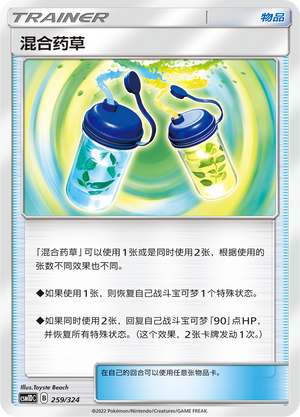 TRAINER
物品
混合药草
「混合药草」可以使用1张或是同时使用2张，根据使用的
张数不同效果也不同。
◆如果使用1张，则恢复自己战斗宝可梦1个特殊状态。
◆如果同时使用2张，回复自己战斗宝可梦「90」点HP，
并恢复所有特殊状态。（这个效果，2张卡牌发动1次。）
在自己的回合可以使用任意张物品卡。
Illus.Toyste Beach
CSM1DC B 259/324
©2022 Pokémon/Nintendo/Creatures/GAME FREAK.